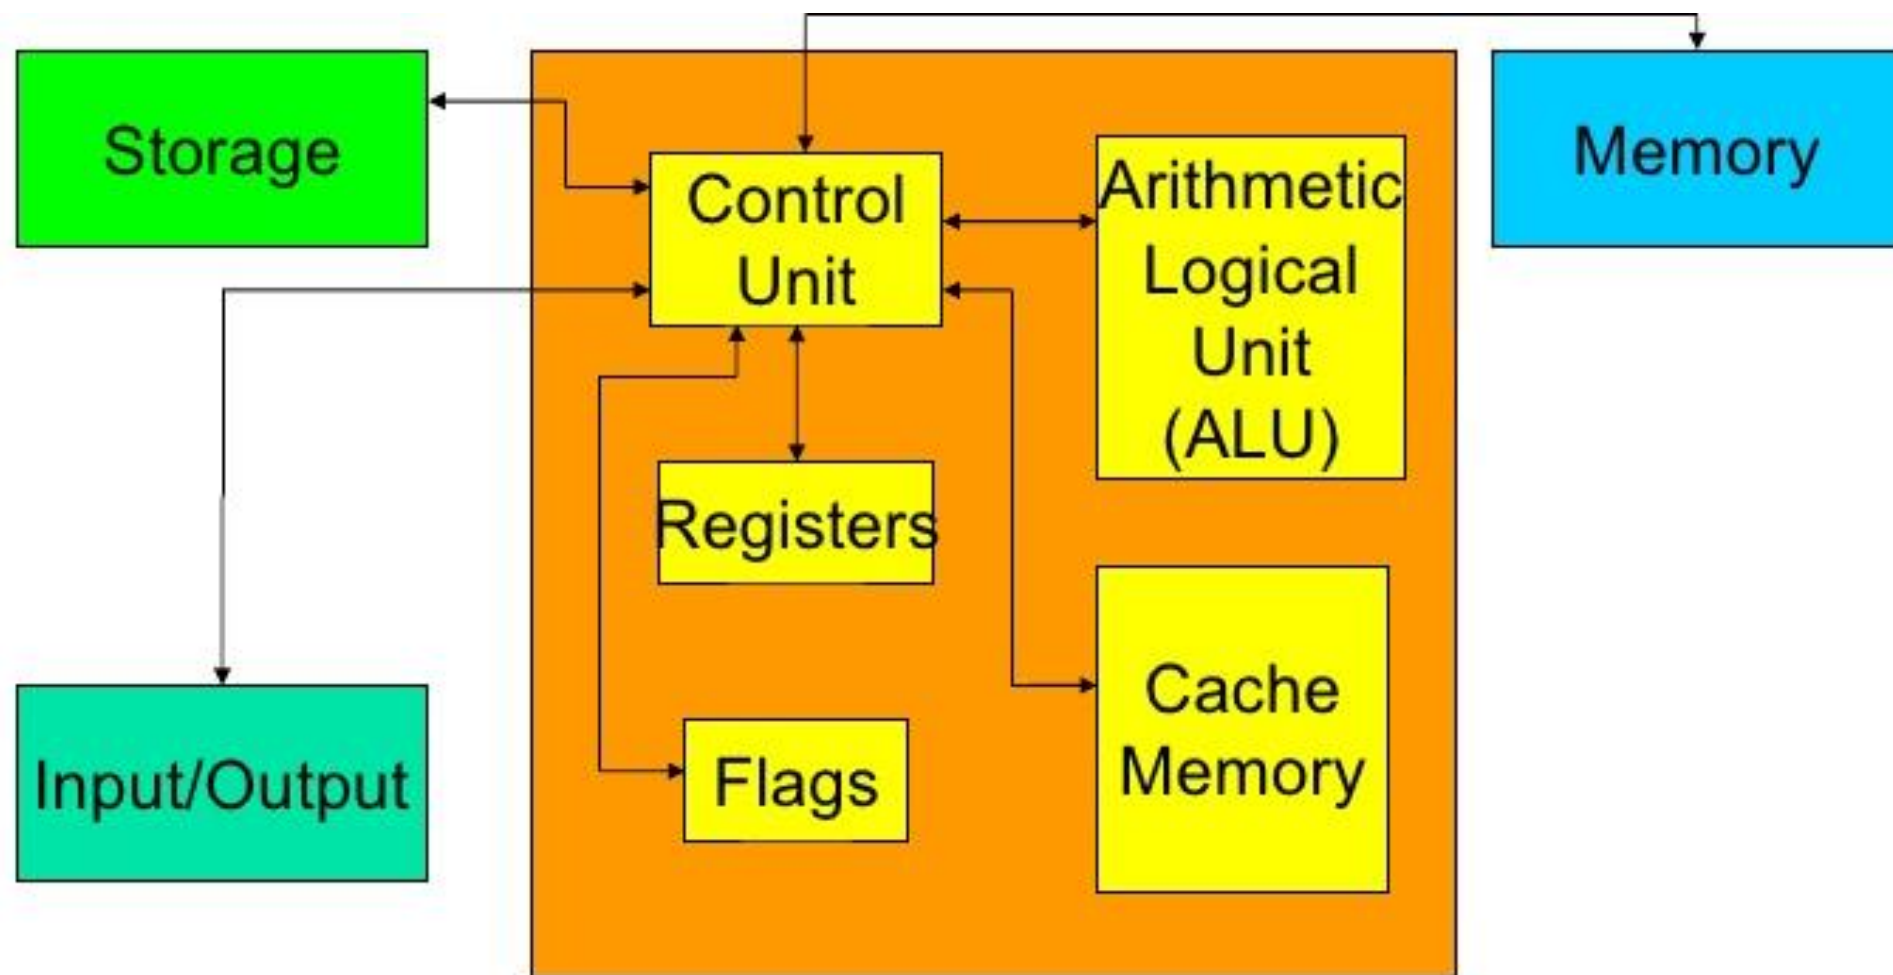 Storage
Control
Unit
Arithmetic
Logical
Unit
(ALU)
Memory
Registers
Input/Output
Flags
Cache
Memory